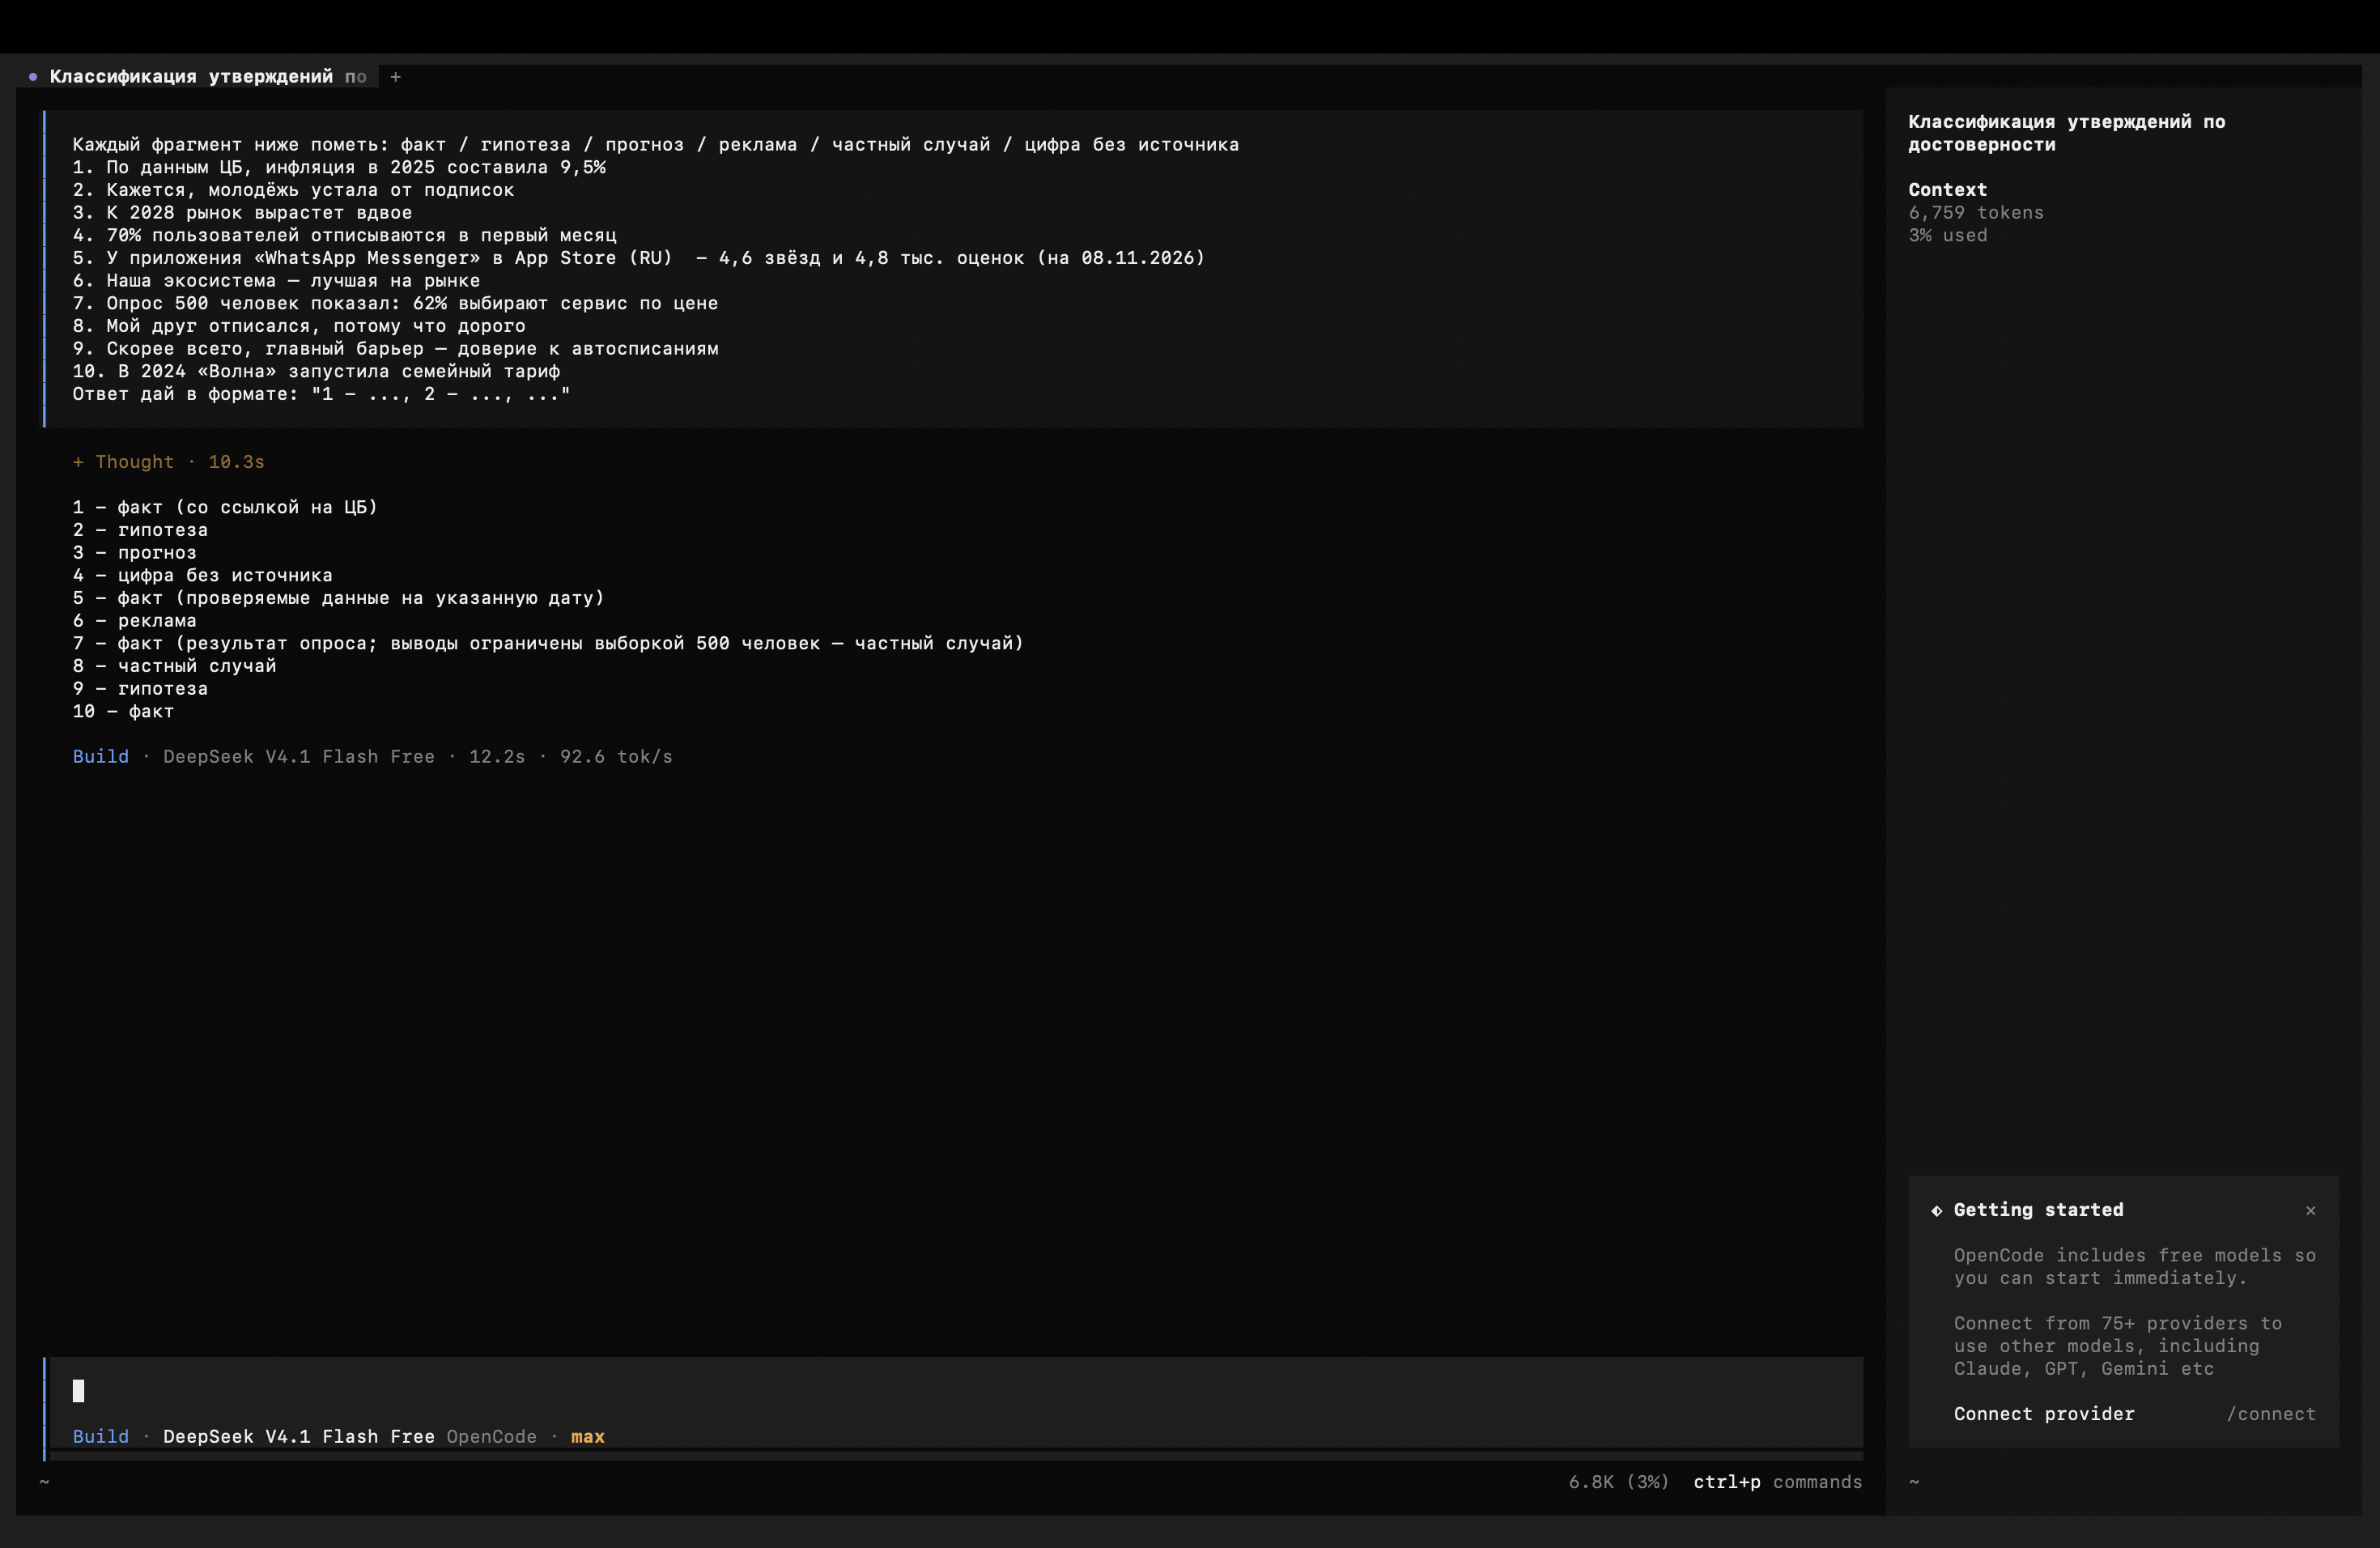 Классификация утверждений по +
Каждый фрагмент ниже пометь: факт / гипотеза / прогноз / реклама / частный случай / цифра без источника
1. По данным ЦБ, инфляция в 2025 составила 9,5%
2. Кажется, молодёжь устала от подписок
3. К 2028 рынок вырастет вдвое
4. 70% пользователей отписываются в первый месяц
5. У приложения «WhatsApp Messenger» в App Store (RU)  – 4,6 звёзд и 4,8 тыс. оценок (на 08.11.2026)
6. Наша экосистема — лучшая на рынке
7. Опрос 500 человек показал: 62% выбирают сервис по цене
8. Мой друг отписался, потому что дорого
9. Скорее всего, главный барьер — доверие к автосписаниям
10. В 2024 «Волна» запустила семейный тариф
Ответ дай в формате: "1 – ..., 2 – ..., ..."
+ Thought · 10.3s
1 – факт (со ссылкой на ЦБ)
2 – гипотеза
3 – прогноз
4 – цифра без источника
5 – факт (проверяемые данные на указанную дату)
6 – реклама
7 – факт (результат опроса; выводы ограничены выборкой 500 человек — частный случай)
8 – частный случай
9 – гипотеза
10 – факт
Build · DeepSeek V4.1 Flash Free · 12.2s · 92.6 tok/s
Build · DeepSeek V4.1 Flash Free OpenCode · max
~
6.8K (3%) ctrl+p commands
Классификация утверждений по
достоверности
Context
6,759 tokens
3% used
Getting started ×
OpenCode includes free models so
you can start immediately.
Connect from 75+ providers to
use other models, including
Claude, GPT, Gemini etc
Connect provider /connect
~